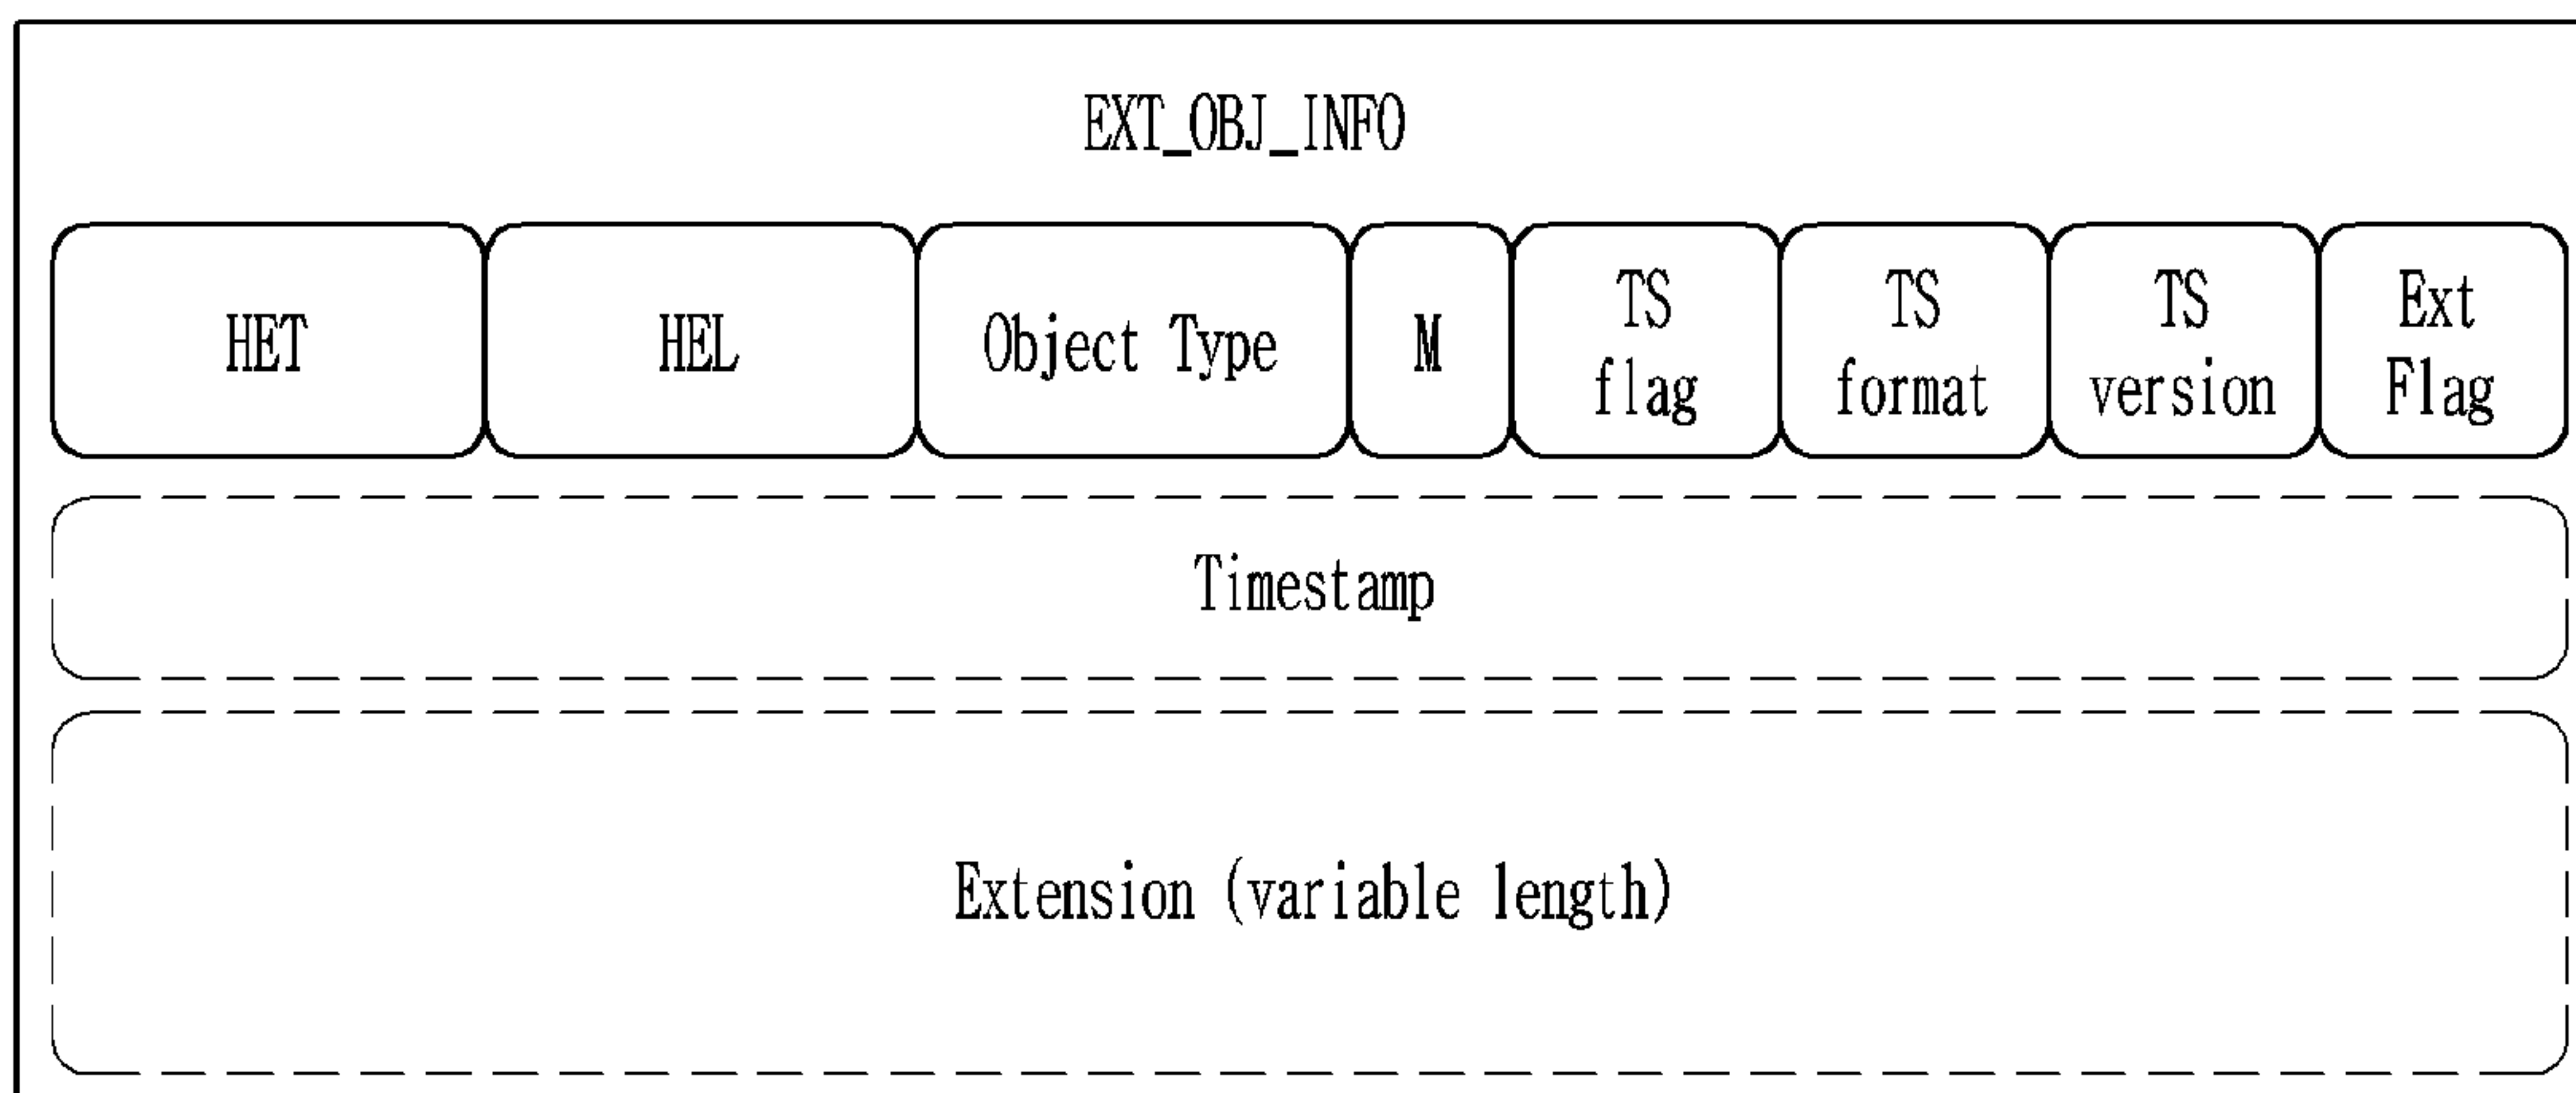 EXT_OBJ_INFO
HET
HEL
Object Type
M
TS
flag
TS
format
TS
version
Ext
Flag
Timestamp
Extension (variable length)